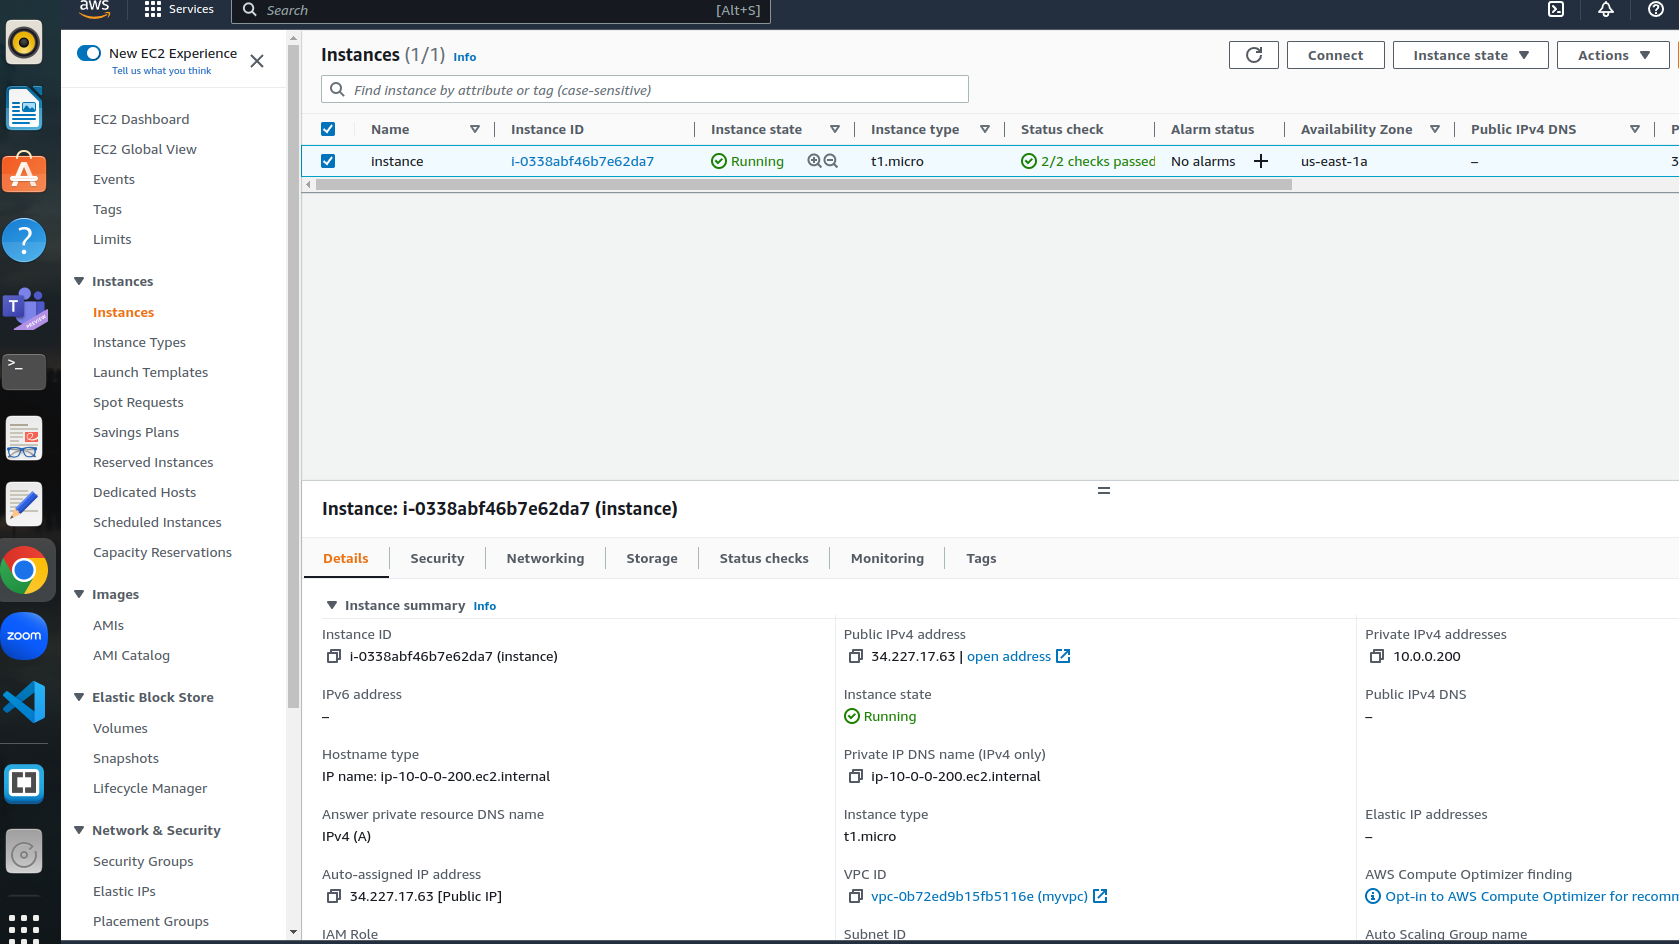 aws
Services
Search
[Alt+S]
New EC2 Experience
Tell us what you think
EC2 Dashboard
EC2 Global View
Events
Tags
Limits
Instances
Instances
Instance Types
Launch Templates
Spot Requests
Savings Plans
Reserved Instances
Dedicated Hosts
Scheduled Instances
Capacity Reservations
Images
AMIs
AMI Catalog
Elastic Block Store
Volumes
Snapshots
Lifecycle Manager
Network & Security
Security Groups
Elastic IPs
Placement Groups
Instances (1/1) Info
Connect
Instance state
Actions
Find instance by attribute or tag (case-sensitive)
Name Instance ID Instance state Instance type Status check Alarm status Availability Zone Public IPv4 DNS P
instance i-0338abf46b7e62da7 Running t1.micro 2/2 checks passed No alarms + us-east-1a – 3
Instance: i-0338abf46b7e62da7 (instance)
Details Security Networking Storage Status checks Monitoring Tags
Instance summary Info
Instance ID
i-0338abf46b7e62da7 (instance)
Public IPv4 address
34.227.17.63 | open address
Private IPv4 addresses
10.0.0.200
IPv6 address
–
Instance state
Running
Public IPv4 DNS
–
Hostname type
IP name: ip-10-0-0-200.ec2.internal
Private IP DNS name (IPv4 only)
ip-10-0-0-200.ec2.internal
Answer private resource DNS name
IPv4 (A)
Instance type
t1.micro
Elastic IP addresses
–
Auto-assigned IP address
34.227.17.63 [Public IP]
VPC ID
vpc-0b72ed9b15fb5116e (myvpc)
AWS Compute Optimizer finding
Opt-in to AWS Compute Optimizer for recomm
IAM Role
Subnet ID
Auto Scaling Group name
T
PREVIEW
>_
zoom